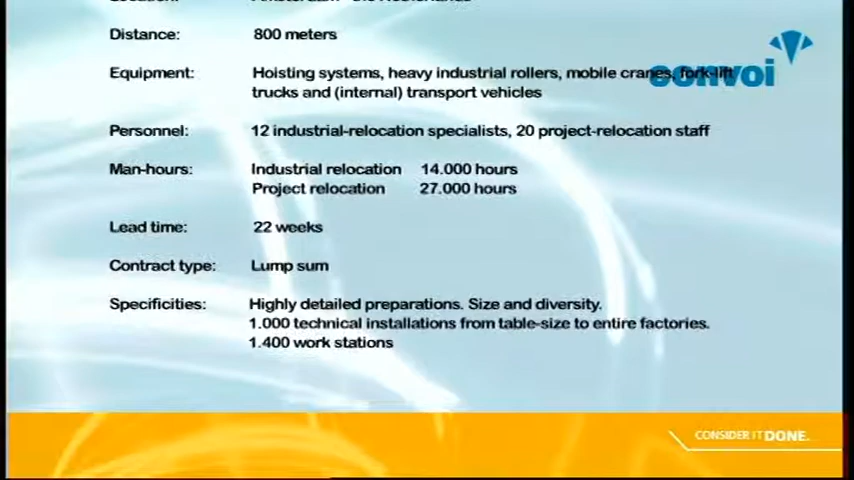 Distance: 800 meters
convoi
Equipment: Hoisting systems, heavy industrial rollers, mobile cranes, fork-lift
trucks and (internal) transport vehicles
Personnel: 12 industrial-relocation specialists, 20 project-relocation staff
Man-hours: Industrial relocation 14.000 hours
Project relocation 27.000 hours
Lead time: 22 weeks
Contract type: Lump sum
Specificities: Highly detailed preparations. Size and diversity.
1.000 technical installations from table-size to entire factories.
1.400 work stations
CONSIDER IT DONE.